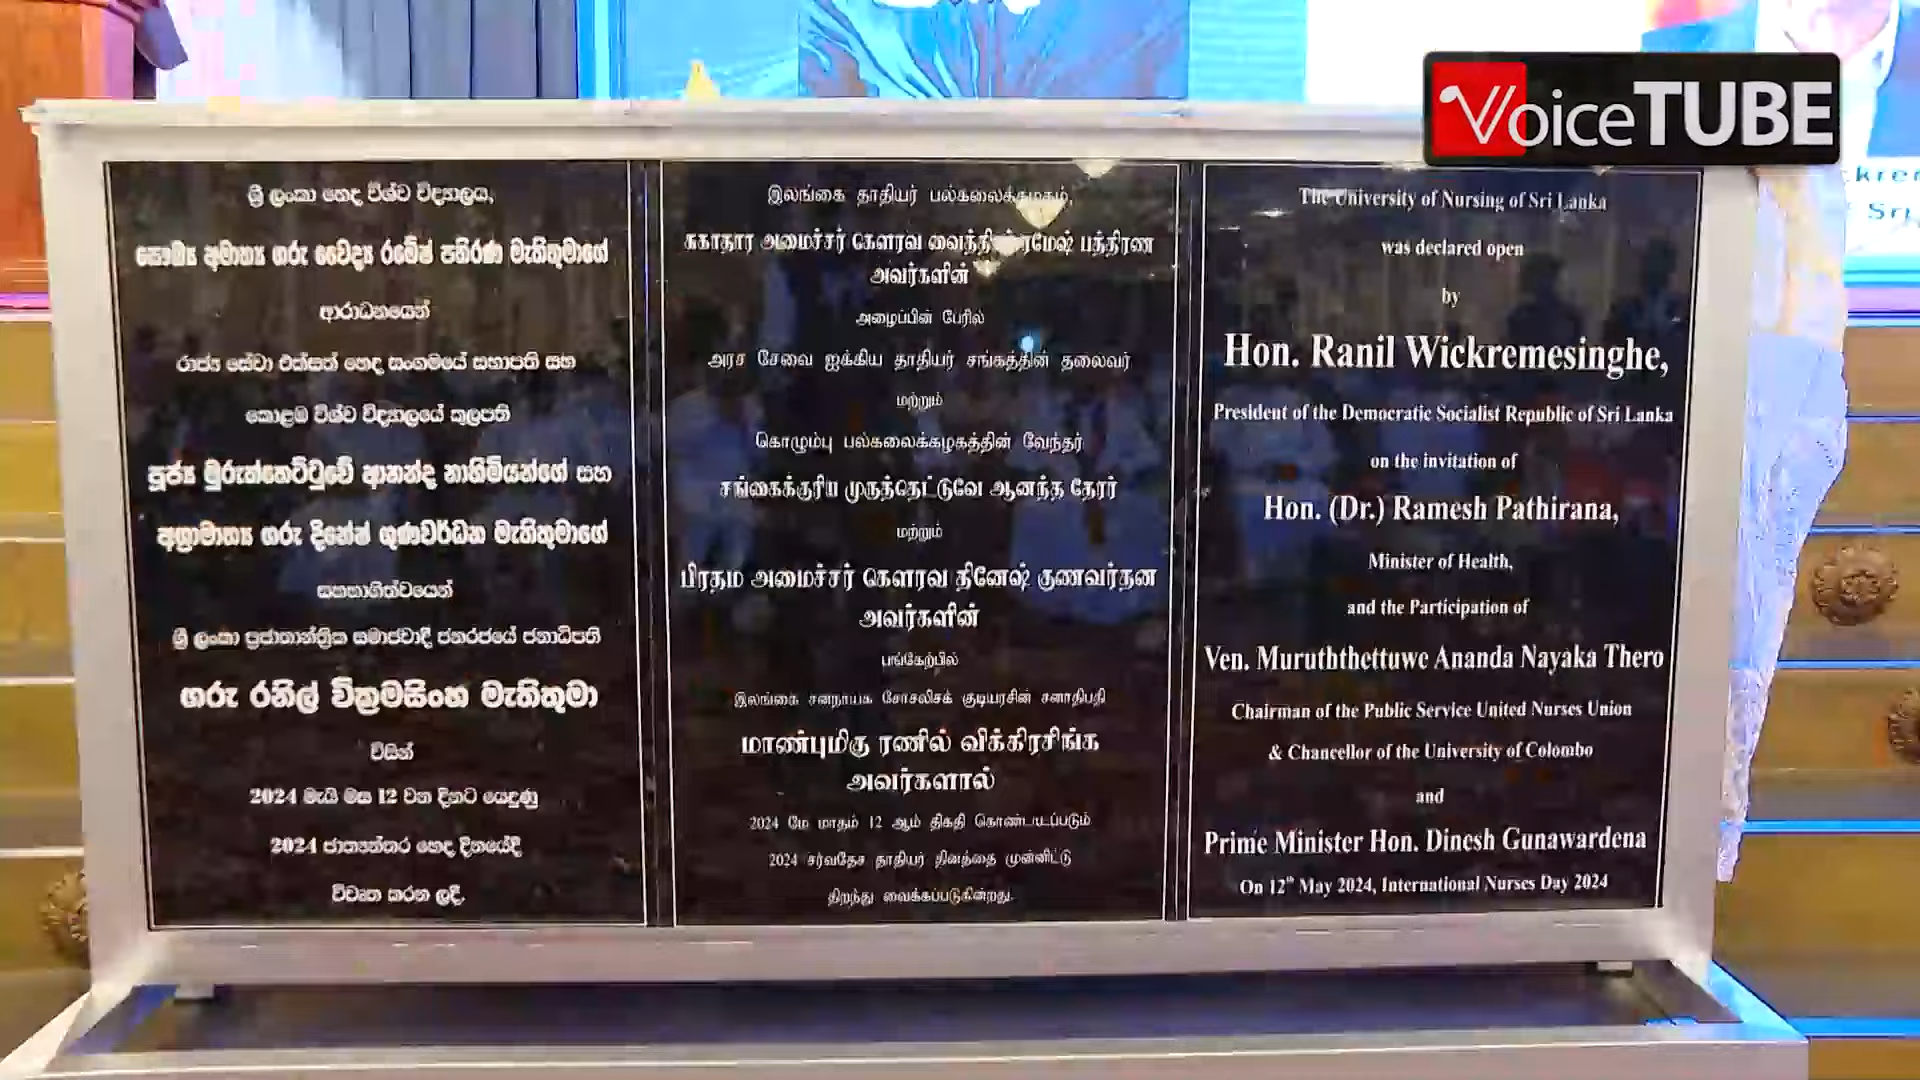 VoiceTUBE
ශ්‍රී ලංකා හෙද විශ්ව විද්‍යාලය,
සෞඛ්‍ය අමාත්‍ය ගරු වෛද්‍ය රමේෂ් පතිරණ මැතිතුමාගේ
ආරාධනයෙන්
රාජ්‍ය සේවා එක්සත් හෙද සංගමයේ සභාපති සහ
කොළඹ විශ්ව විද්‍යාලයේ කුලපති
පූජ්‍ය මුරුත්තෙට්ටුවේ ආනන්ද නාහිමියන්ගේ සහ
අග්‍රාමාත්‍ය ගරු දිනේෂ් ගුණවර්ධන මැතිතුමාගේ
සහභාගිත්වයෙන්
ශ්‍රී ලංකා ප්‍රජාතාන්ත්‍රික සමාජවාදී ජනරජයේ ජනාධිපති
ගරු රනිල් වික්‍රමසිංහ මැතිතුමා
විසින්
2024 මැයි මස 12 වන දිනට යෙදුණු
2024 ජාත්‍යන්තර හෙද දිනයේදී
විවෘත කරන ලදී.
இலங்கை தாதியர் பல்கலைக்கழகம்,
சுகாதார அமைச்சர் கௌரவ வைத்தியர் ரமேஷ் பத்திரண
அவர்களின்
அழைப்பின் பேரில்
அரச சேவை ஐக்கிய தாதியர் சங்கத்தின் தலைவர்
மற்றும்
கொழும்பு பல்கலைக்கழகத்தின் வேந்தர்
சங்கைக்குரிய முருத்தெட்டுவே ஆனந்த தேரர்
மற்றும்
பிரதம அமைச்சர் கௌரவ தினேஷ் குணவர்தன
அவர்களின்
பங்கேற்பில்
இலங்கை சனநாயக சோசலிசக் குடியரசின் சனாதிபதி
மாண்புமிகு ரணில் விக்கிரசிங்க
அவர்களால்
2024 மே மாதம் 12 ஆம் திகதி கொண்டாடப்படும்
2024 சர்வதேச தாதியர் தினத்தை முன்னிட்டு
திறந்து வைக்கப்படுகின்றது.
The University of Nursing of Sri Lanka
was declared open
by
Hon. Ranil Wickremesinghe,
President of the Democratic Socialist Republic of Sri Lanka
on the invitation of
Hon. (Dr.) Ramesh Pathirana,
Minister of Health,
and the Participation of
Ven. Muruththettuwe Ananda Nayaka Thero
Chairman of the Public Service United Nurses Union
& Chancellor of the University of Colombo
and
Prime Minister Hon. Dinesh Gunawardena
On 12th May 2024, International Nurses Day 2024